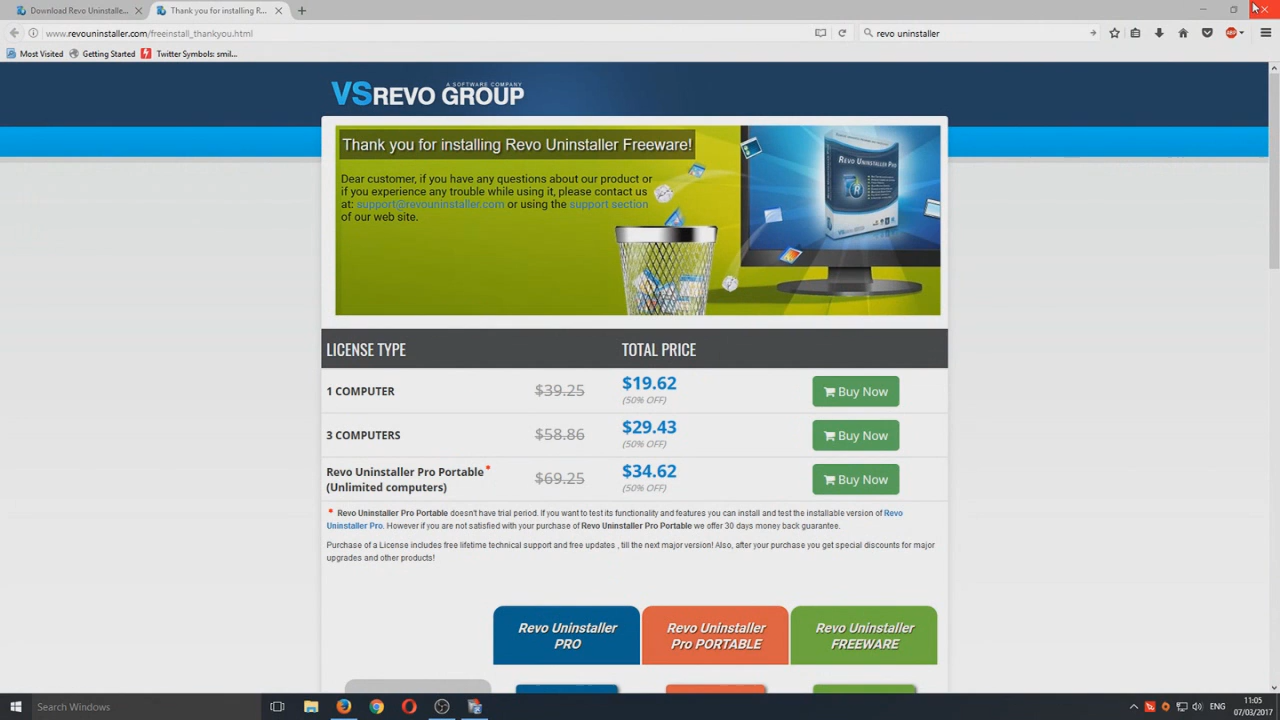 Download Revo Uninstalle...
Thank you for installing R...
www.revouninstaller.com/freeinstall_thankyou.html
revo uninstaller
Most Visited
Getting Started
Twitter Symbols: smil...
A SOFTWARE COMPANY
VSREVO GROUP
Thank you for installing Revo Uninstaller Freeware!
Dear customer, if you have any questions about our product or
if you experience any trouble while using it, please contact us
at: support@revouninstaller.com or using the support section
of our web site.
REVO UNINSTALLER PRO
LICENSE TYPE TOTAL PRICE
1 COMPUTER $39.25 $19.62 Buy Now
(50% OFF)
3 COMPUTERS $58.86 $29.43 Buy Now
(50% OFF)
Revo Uninstaller Pro Portable*
(Unlimited computers) $69.25 $34.62 Buy Now
(50% OFF)
* Revo Uninstaller Pro Portable doesn't have trial period. If you want to test its functionality and features you can install and test the installable version of Revo
Uninstaller Pro. However if you are not satisfied with your purchase of Revo Uninstaller Pro Portable we offer 30 days money back guarantee.
Purchase of a License includes free lifetime technical support and free updates , till the next major version! Also, after your purchase you get special discounts for major
upgrades and other products!
Revo Uninstaller
PRO
Revo Uninstaller
Pro PORTABLE
Revo Uninstaller
FREEWARE
Search Windows
ENG
11:05
07/03/2017